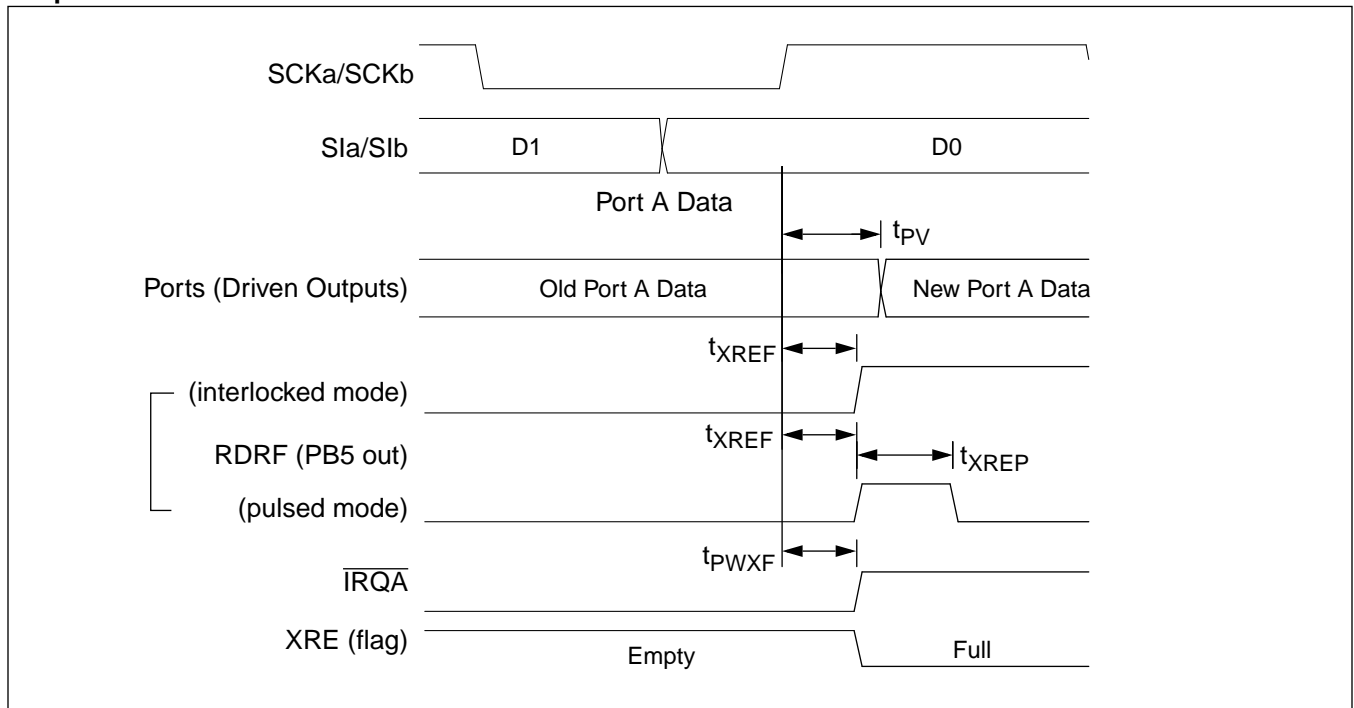 SCKa/SCKb
SIa/SIb
D1
D0
Port A Data
tPV
Ports (Driven Outputs)
Old Port A Data
New Port A Data
tXREF
(interlocked mode)
tXREF
RDRF (PB5 out)
tXREP
(pulsed mode)
tPWXF
IRQA
XRE (flag)
Empty
Full